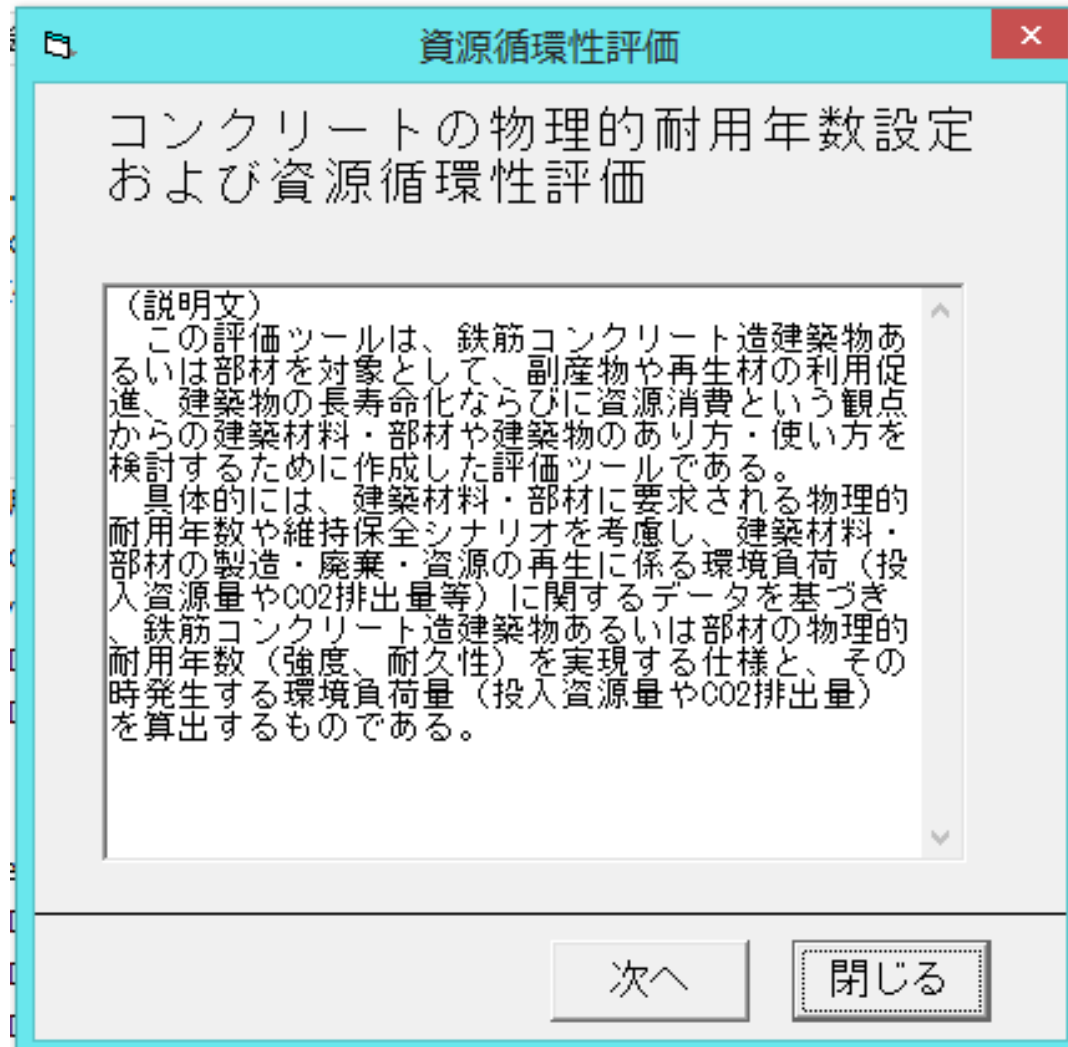 資源循環性評価
コンクリートの物理的耐用年数設定
および資源循環性評価
（説明文）
　この評価ツールは、鉄筋コンクリート造建築物あ
るいは部材を対象として、副産物や再生材の利用促
進、建築物の長寿命化ならびに資源消費という観点
からの建築材料・部材や建築物のあり方・使い方を
検討するために作成した評価ツールである。
　具体的には、建築材料・部材に要求される物理的
耐用年数や維持保全シナリオを考慮し、建築材料・
部材の製造・廃棄・資源の再生に係る環境負荷（投
入資源量やCO2排出量等）に関するデータを基づき
、鉄筋コンクリート造建築物あるいは部材の物理的
耐用年数（強度、耐久性）を実現する仕様と、その
時発生する環境負荷量（投入資源量やCO2排出量）
を算出するものである。
次へ
閉じる